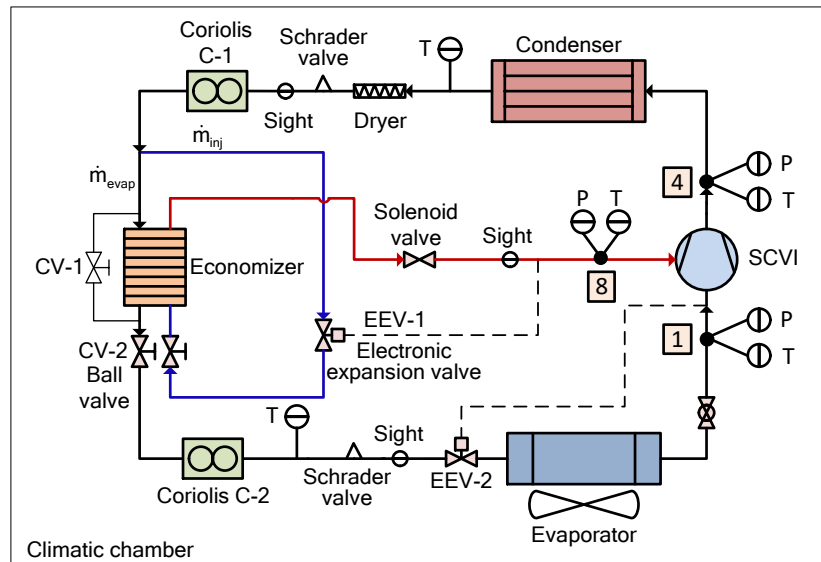 Coriolis
C-1
Schrader
valve
T
Condenser
Sight
Dryer
ṁinj
ṁevap
4
P
T
P
T
Solenoid
valve
Sight
SCVI
CV-1
Economizer
8
EEV-1
Electronic
expansion valve
1
P
T
CV-2
Ball
valve
T
Sight
Schrader
valve
EEV-2
Coriolis C-2
Evaporator
Climatic chamber